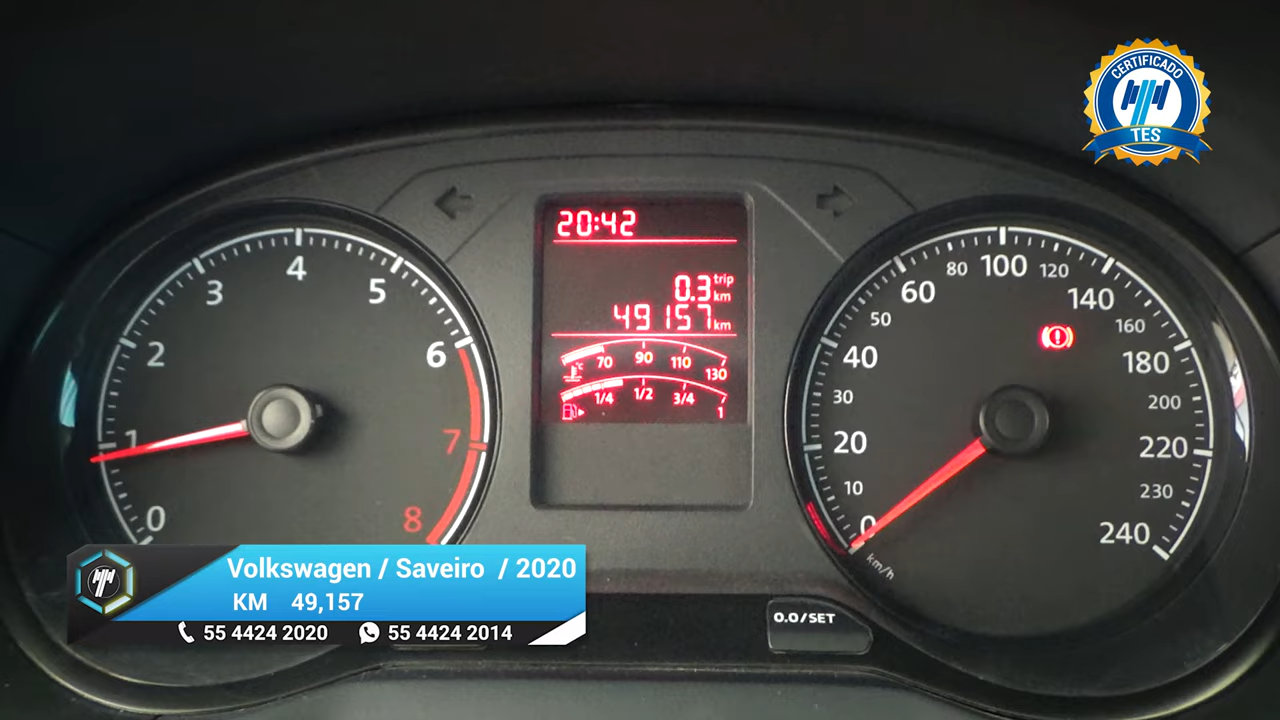 CERTIFICADO
TES
20:42
trip
0.3 km
49157 km
70 90 110 130
1/4 1/2 3/4 1
0 1 2 3 4 5 6 7 8
0 10 20 30 40 50 60 80 100 120 140 160 180 200 220 230 240
km/h
0.0/SET
Volkswagen / Saveiro / 2020
KM 49,157
55 4424 2020 55 4424 2014